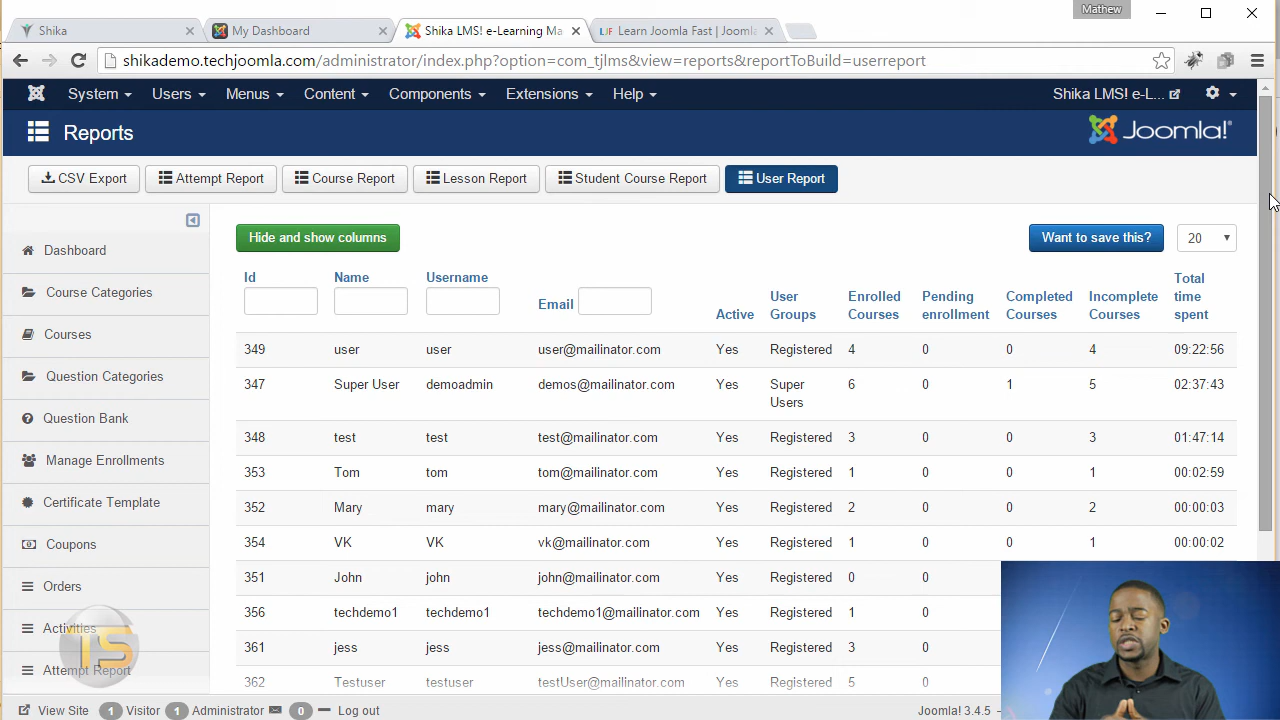 Mathew
Shika
My Dashboard
Shika LMS! e-Learning Ma
Learn Joomla Fast | Jooml
shikademo.techjoomla.com/administrator/index.php?option=com_tjlms&view=reports&reportToBuild=userreport
System Users Menus Content Components Extensions Help Shika LMS! e-L...
Reports Joomla!
CSV Export Attempt Report Course Report Lesson Report Student Course Report User Report
Dashboard
Course Categories
Courses
Question Categories
Question Bank
Manage Enrollments
Certificate Template
Coupons
Orders
Activities
Attempt Report
TS
Hide and show columns Want to save this? 20
Id Name Username Email Active User Groups Enrolled Courses Pending enrollment Completed Courses Incomplete Courses Total time spent
349 user user user@mailinator.com Yes Registered 4 0 0 4 09:22:56
347 Super User demoadmin demos@mailinator.com Yes Super Users 6 0 1 5 02:37:43
348 test test test@mailinator.com Yes Registered 3 0 0 3 01:47:14
353 Tom tom tom@mailinator.com Yes Registered 1 0 0 1 00:02:59
352 Mary mary mary@mailinator.com Yes Registered 2 0 0 2 00:00:03
354 VK VK vk@mailinator.com Yes Registered 1 0 0 1 00:00:02
351 John john john@mailinator.com Yes Registered 0 0
356 techdemo1 techdemo1 techdemo1@mailinator.com Yes Registered 1 0
361 jess jess jess@mailinator.com Yes Registered 3 0
362 Testuser testuser testUser@mailinator.com Yes Registered 5 0
View Site 1 Visitor 1 Administrator 0 Log out Joomla! 3.4.5